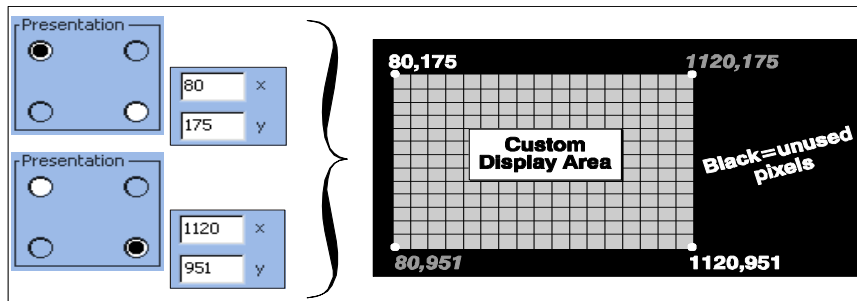 Presentation
80 x
175 y
Presentation
1120 x
951 y
80,175
1120,175
Custom
Display Area
Black=unused
pixels
80,951
1120,951